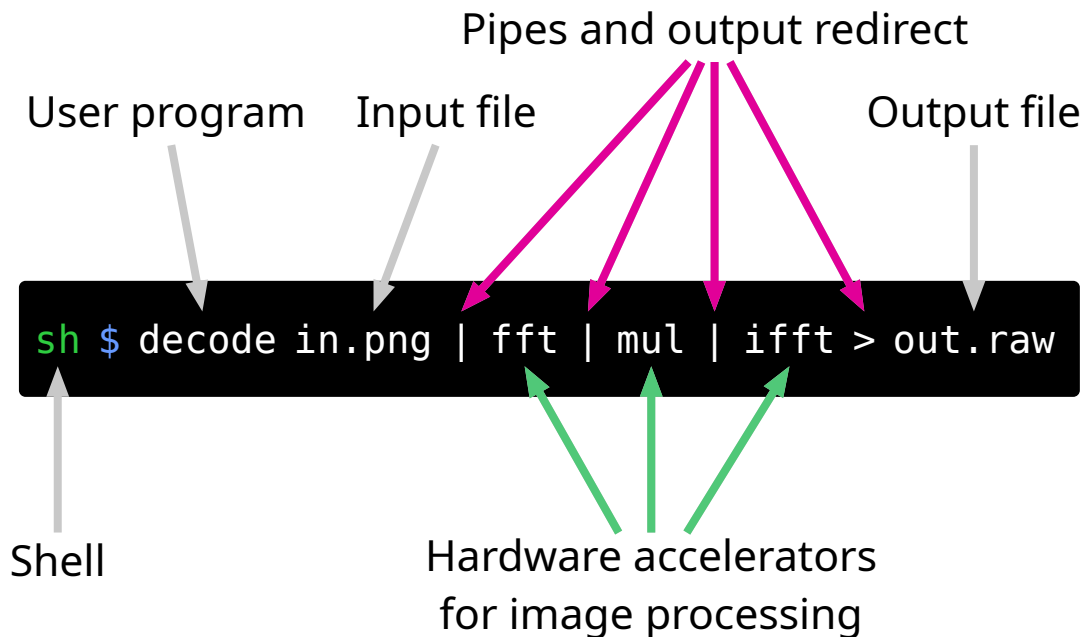 Pipes and output redirect
User program
Input file
Output file
sh $ decode in.png | fft | mul | ifft > out.raw
Shell
Hardware accelerators
for image processing